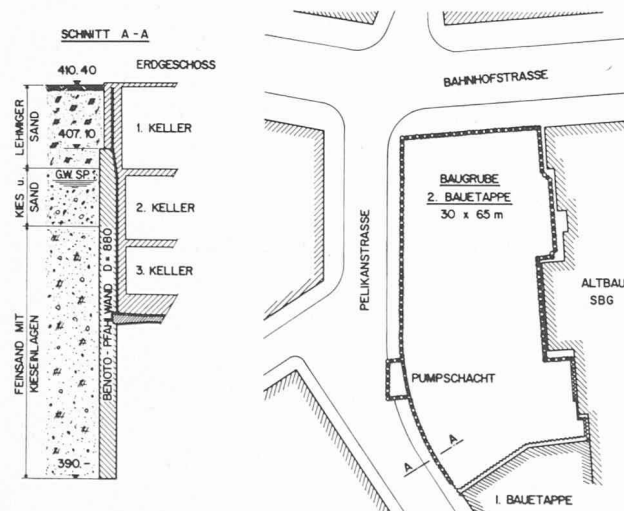 SCHNITT A-A
410.40
ERDGESCHOSS
LEHMIGER
SAND
407.10
1. KELLER
KIES u.
SAND
G.W. SP.
2. KELLER
3. KELLER
FEINSAND MIT
KIESEINLAGEN
BENOTO-PFAHLWAND D=880
390.-
BAHNHOFSTRASSE
PELIKANSTRASSE
BAUGRUBE
2. BAUETAPPE
30 x 65 m
ALTBAU
SBG
PUMPSCHACHT
A
A
1. BAUETAPPE